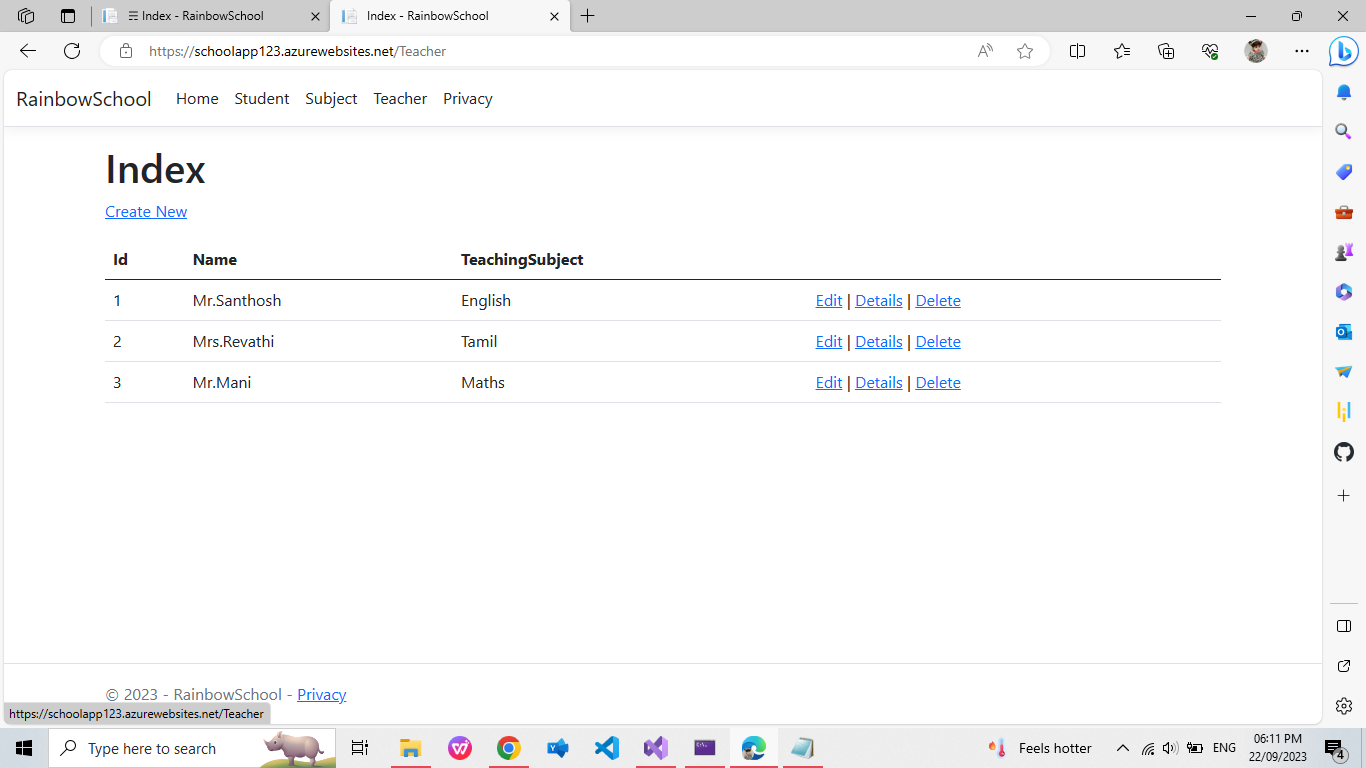 Index - RainbowSchool
Index - RainbowSchool
https://schoolapp123.azurewebsites.net/Teacher
RainbowSchool Home Student Subject Teacher Privacy
Index
Create New
Id Name TeachingSubject
1 Mr.Santhosh English Edit | Details | Delete
2 Mrs.Revathi Tamil Edit | Details | Delete
3 Mr.Mani Maths Edit | Details | Delete
© 2023 - RainbowSchool - Privacy
https://schoolapp123.azurewebsites.net/Teacher
Type here to search
Feels hotter
ENG
06:11 PM
22/09/2023
4